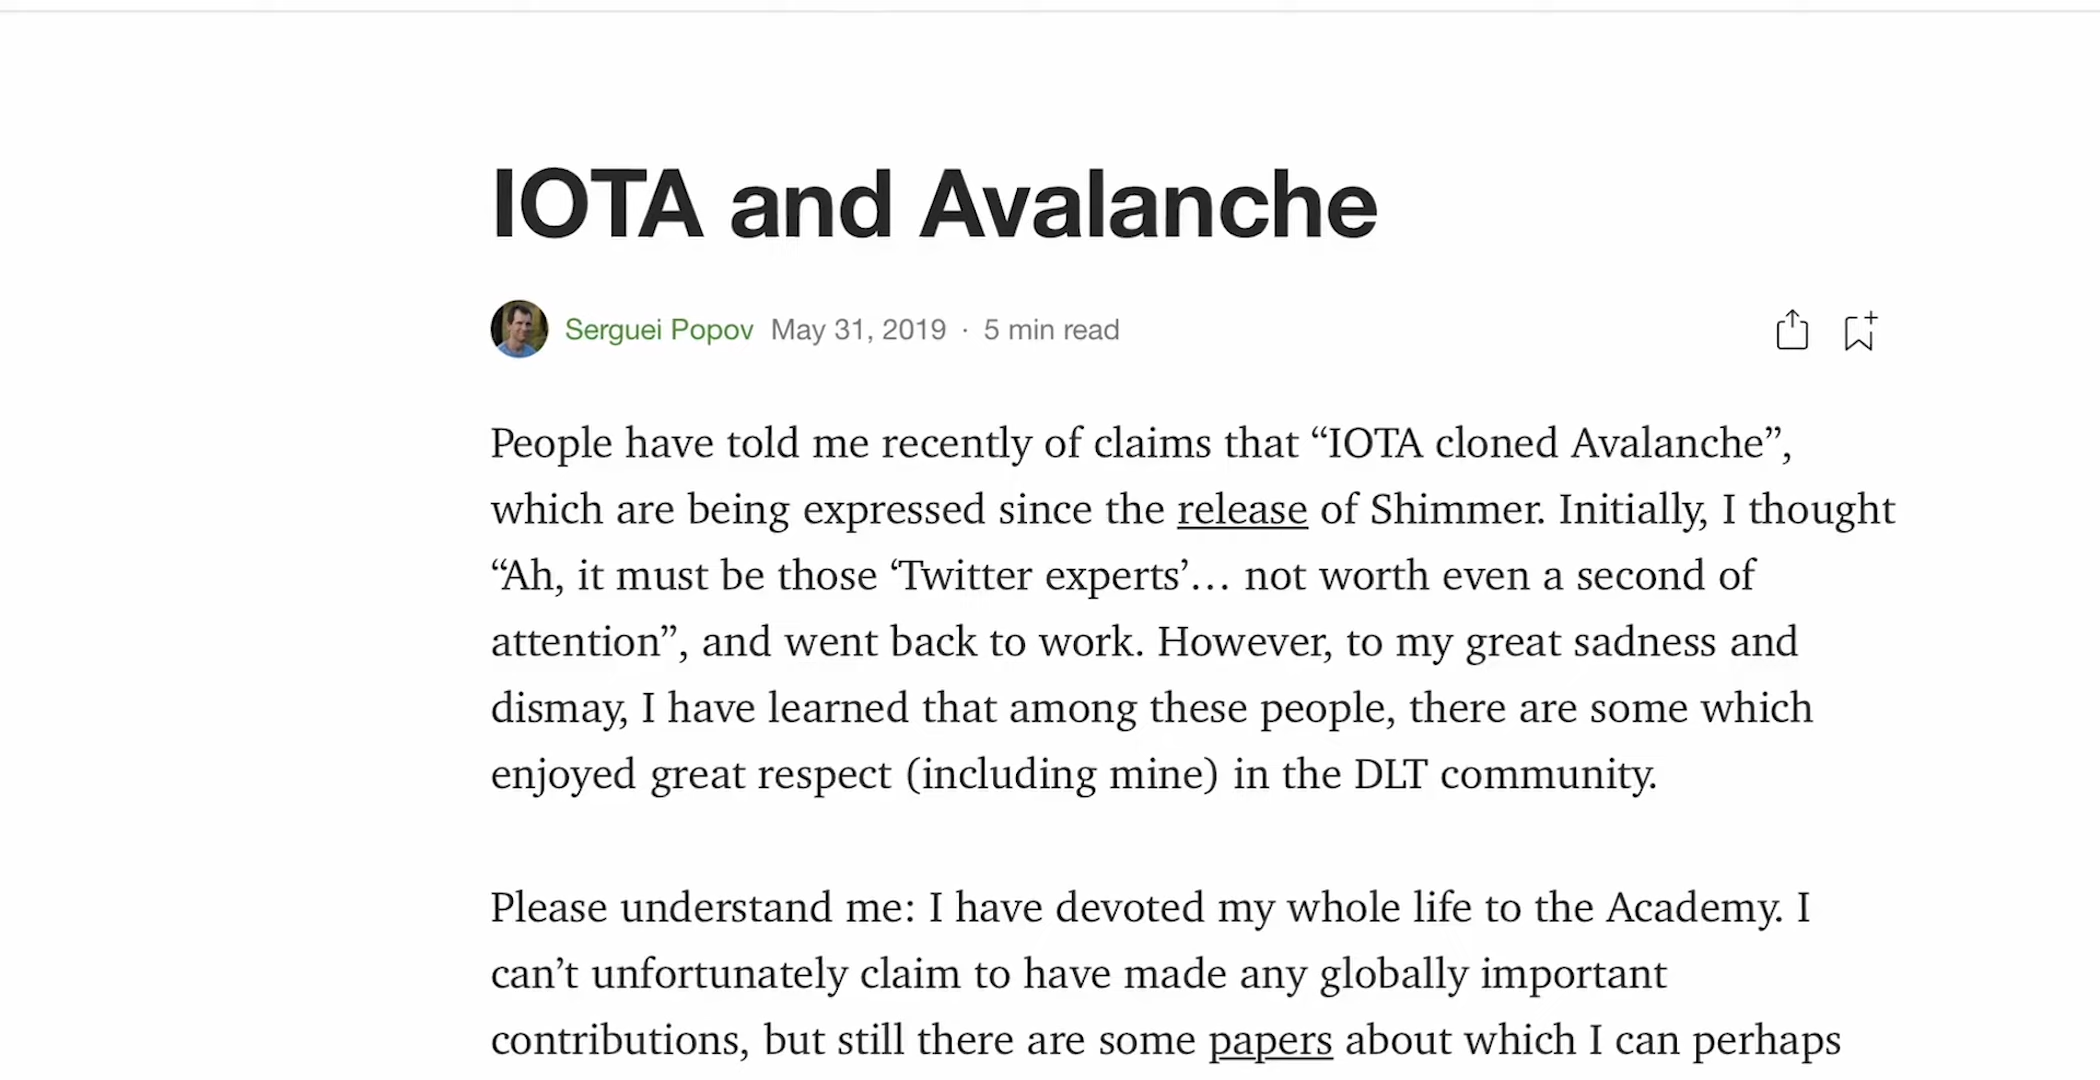 IOTA and Avalanche
Serguei Popov May 31, 2019 · 5 min read
People have told me recently of claims that “IOTA cloned Avalanche”,
which are being expressed since the release of Shimmer. Initially, I thought
“Ah, it must be those ‘Twitter experts’… not worth even a second of
attention”, and went back to work. However, to my great sadness and
dismay, I have learned that among these people, there are some which
enjoyed great respect (including mine) in the DLT community.
Please understand me: I have devoted my whole life to the Academy. I
can’t unfortunately claim to have made any globally important
contributions, but still there are some papers about which I can perhaps